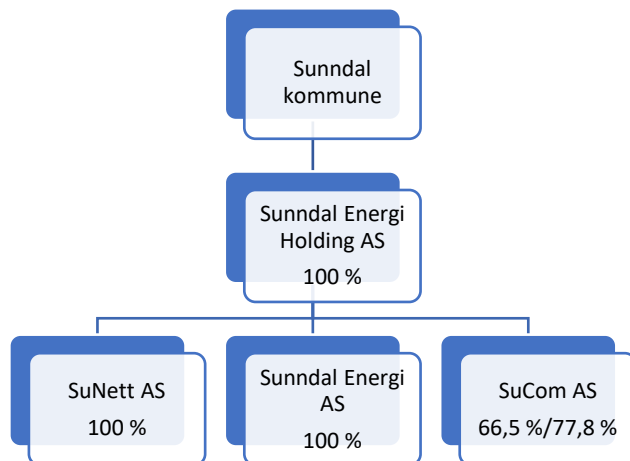 Sunndal
kommune
Sunndal Energi
Holding AS
100 %
SuNett AS
100 %
Sunndal Energi
AS
100 %
SuCom AS
66,5 %/77,8 %